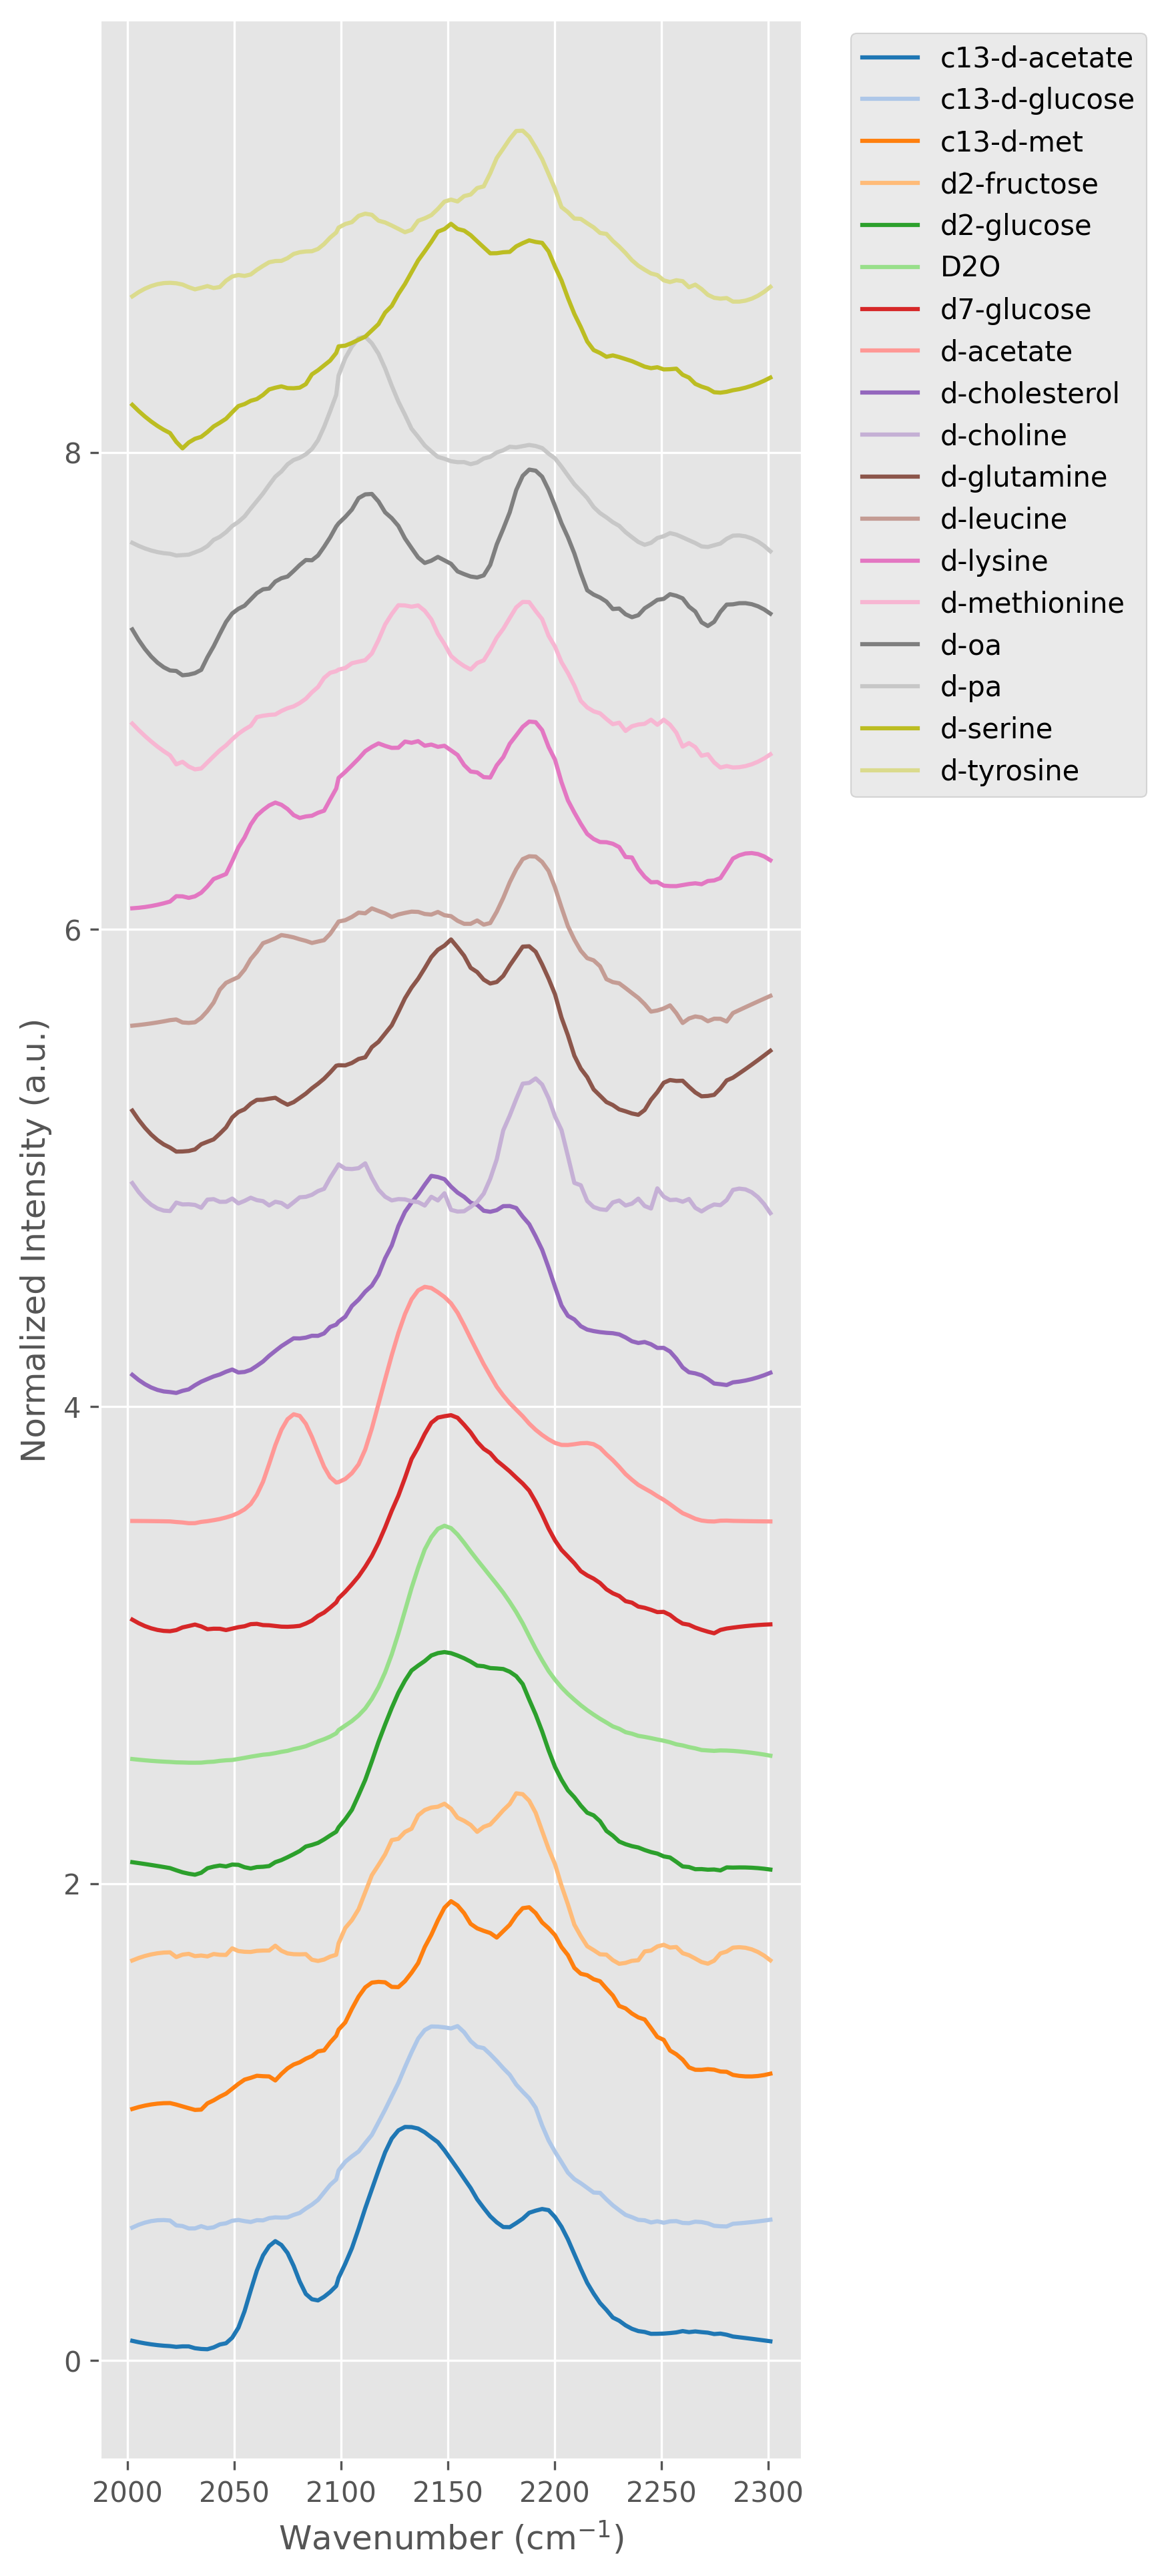 c13-d-acetate
c13-d-glucose
c13-d-met
d2-fructose
d2-glucose
D2O
d7-glucose
d-acetate
d-cholesterol
d-choline
d-glutamine
d-leucine
d-lysine
d-methionine
d-oa
d-pa
d-serine
d-tyrosine
Normalized Intensity (a.u.)
8
6
4
2
0
2000 2050 2100 2150 2200 2250 2300
Wavenumber (cm⁻¹)